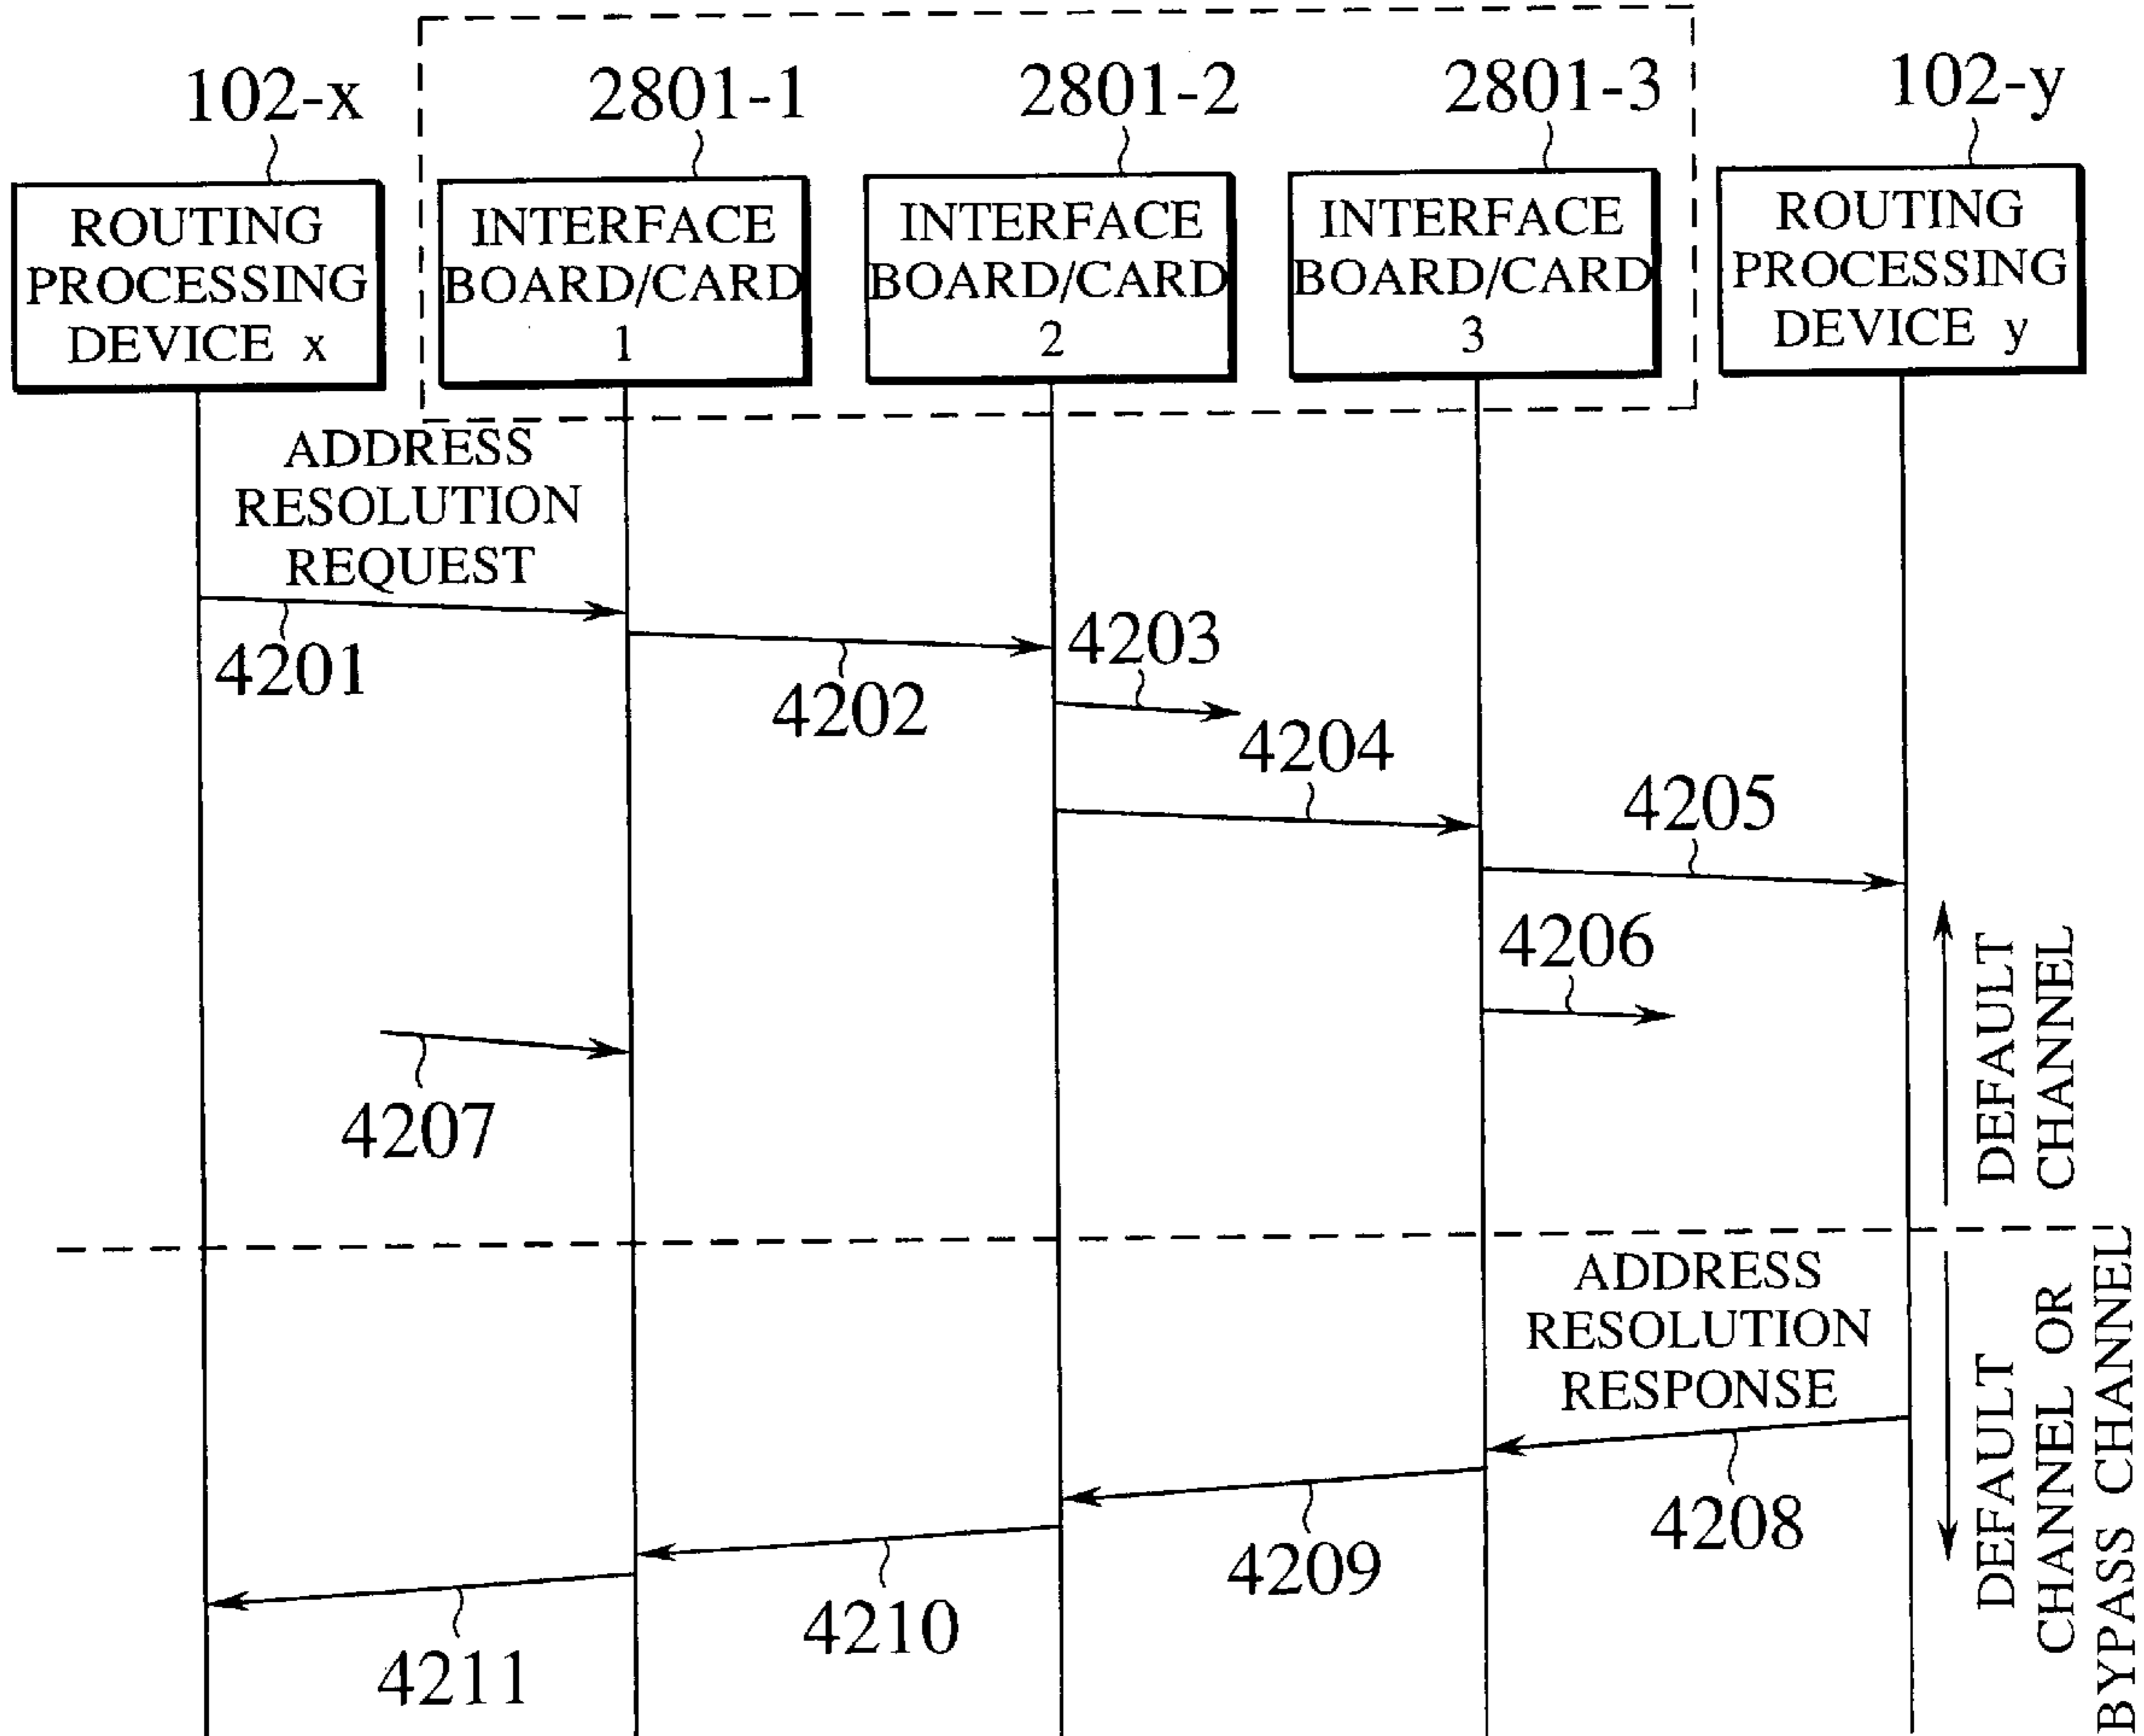 102-x
2801-1
2801-2
2801-3
102-y
ROUTING
PROCESSING
DEVICE x
INTERFACE
BOARD/CARD
1
INTERFACE
BOARD/CARD
2
INTERFACE
BOARD/CARD
3
ROUTING
PROCESSING
DEVICE y
ADDRESS
RESOLUTION
REQUEST
4201
4202
4203
4204
4205
4206
4207
DEFAULT
CHANNEL
ADDRESS
RESOLUTION
RESPONSE
DEFAULT
CHANNEL OR
BYPASS CHANNEL
4208
4209
4210
4211